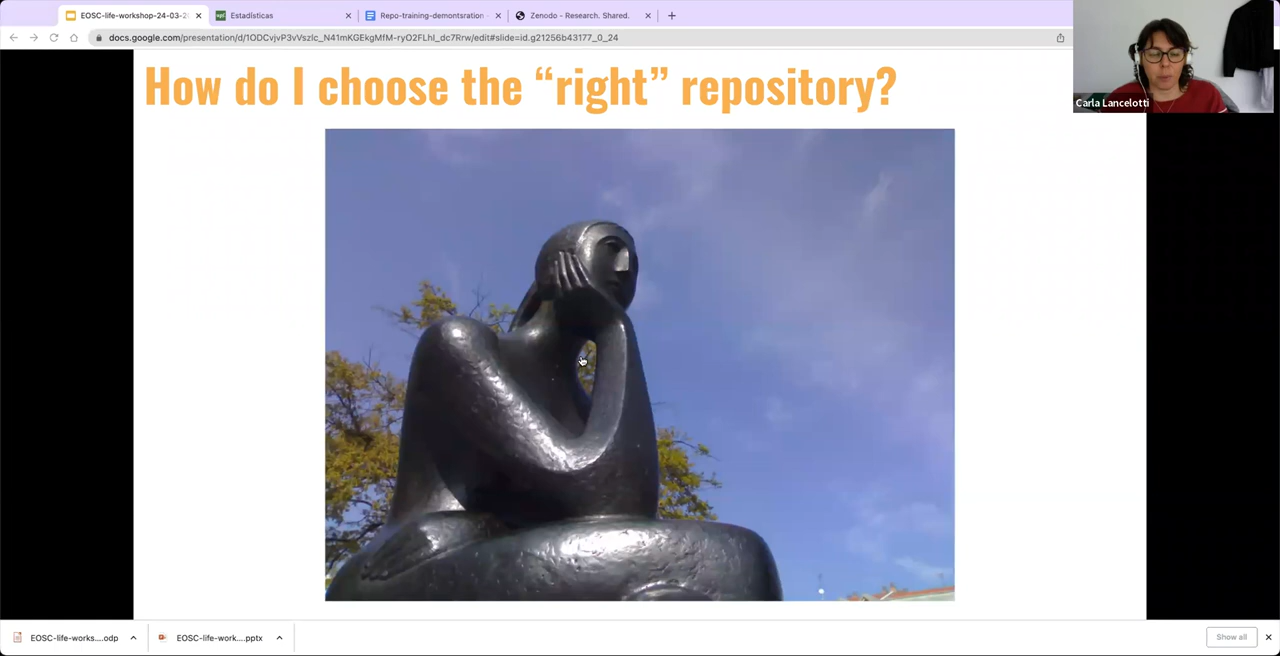 EOSC-life-workshop-24-03-2
Estadísticas
Repo-training-demontsration
Zenodo - Research. Shared.
docs.google.com/presentation/d/1ODCvjvP3vVszIc_N41mKGEkgMfM-ryO2FLhI_dc7Rrw/edit#slide=id.g21256b43177_0_24
Carla Lancelotti
How do I choose the “right” repository?
EOSC-life-works....odp
EOSC-life-work....pptx
Show all